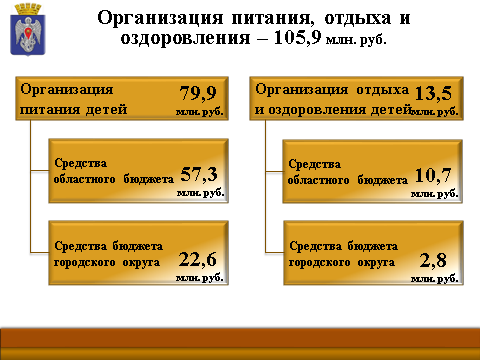 Организация питания, отдыха и
оздоровления – 105,9 млн. руб.
Организация
питания детей
79,9
млн. руб.
Средства
областного бюджета
57,3
млн. руб.
Средства бюджета
городского округа
22,6
млн. руб.
Организация отдыха
и оздоровления детей
13,5
млн. руб.
Средства
областного бюджета
10,7
млн. руб.
Средства бюджета
городского округа
2,8
млн. руб.